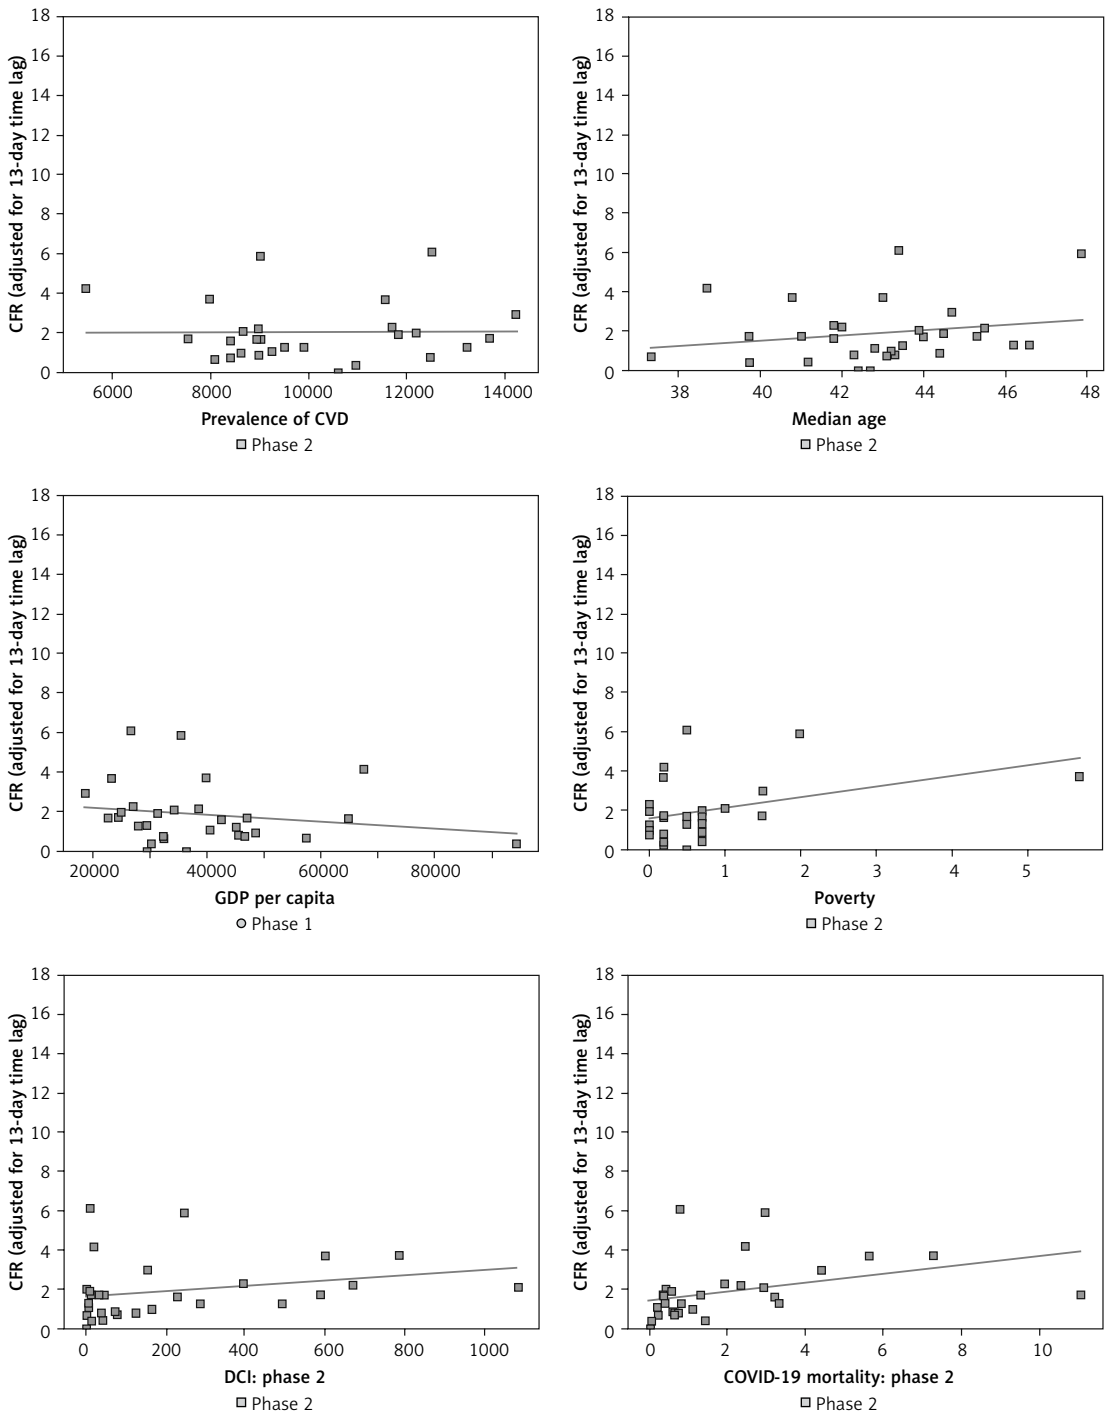 CFR (adjusted for 13-day time lag)
18
16
14
12
10
8
6
4
2
0
6000 8000 10000 12000 14000
Prevalence of CVD
Phase 2
CFR (adjusted for 13-day time lag)
18
16
14
12
10
8
6
4
2
0
38 40 42 44 46 48
Median age
Phase 2
CFR (adjusted for 13-day time lag)
18
16
14
12
10
8
6
4
2
0
20000 40000 60000 80000
GDP per capita
Phase 1
CFR (adjusted for 13-day time lag)
18
16
14
12
10
8
6
4
2
0
0 1 2 3 4 5
Poverty
Phase 2
CFR (adjusted for 13-day time lag)
18
16
14
12
10
8
6
4
2
0
0 200 400 600 800 1000
DCI: phase 2
Phase 2
CFR (adjusted for 13-day time lag)
18
16
14
12
10
8
6
4
2
0
0 2 4 6 8 10
COVID-19 mortality: phase 2
Phase 2